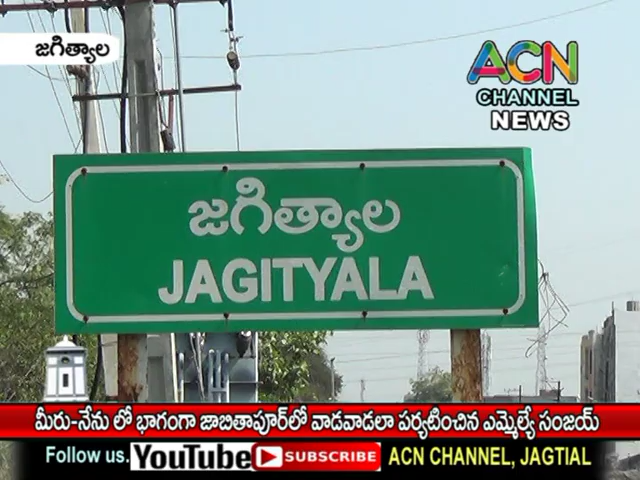 జగిత్యాల
ACN
CHANNEL
NEWS
జగిత్యాల
JAGITYALA
మీరు-నేను లో భాగంగా జాబితాపూర్‌లో వాడవాడలా పర్యటించిన ఎమ్మెల్యే సంజయ్
Follow us. YouTube SUBSCRIBE ACN CHANNEL, JAGTIAL